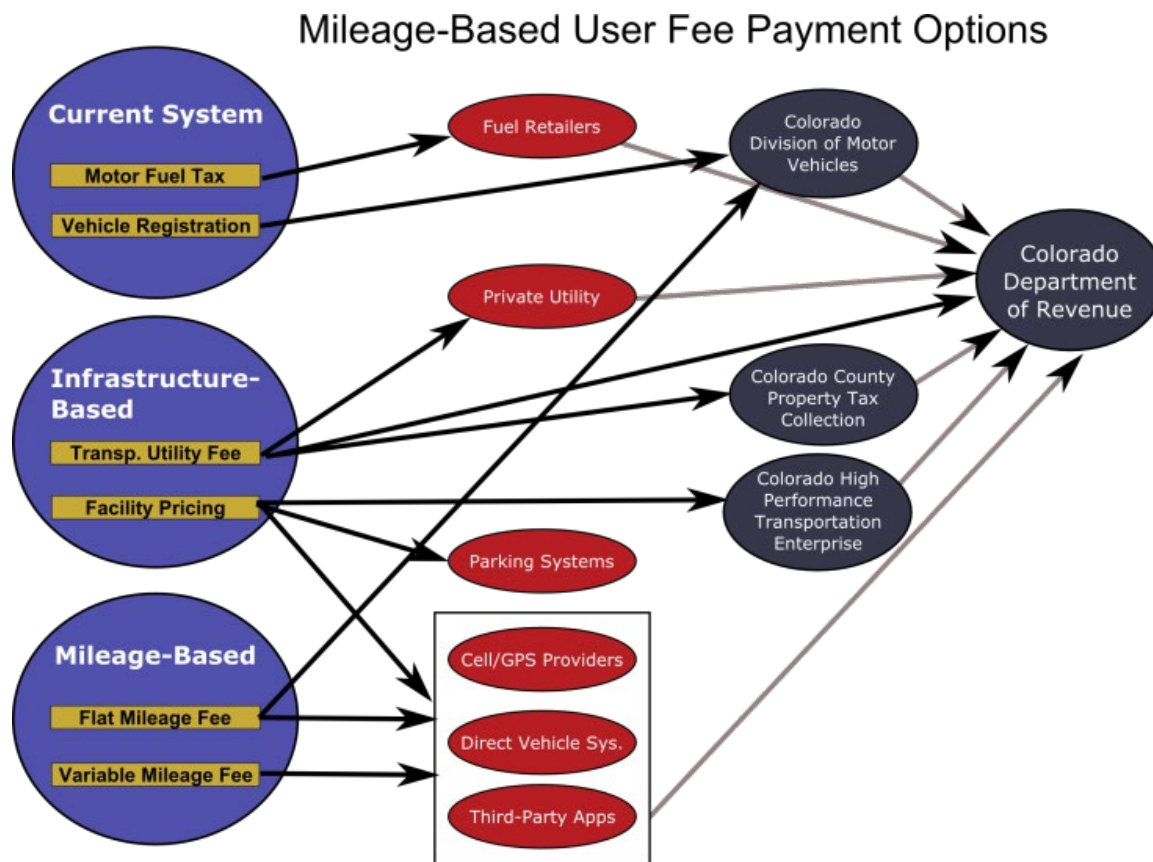 Mileage-Based User Fee Payment Options
Current System
Motor Fuel Tax
Vehicle Registration
Fuel Retailers
Colorado
Division of Motor
Vehicles
Colorado
Department
of Revenue
Private Utility
Infrastructure-
Based
Transp. Utility Fee
Facility Pricing
Colorado County
Property Tax
Collection
Colorado High
Performance
Transportation
Enterprise
Parking Systems
Mileage-Based
Flat Mileage Fee
Variable Mileage Fee
Cell/GPS Providers
Direct Vehicle Sys.
Third-Party Apps